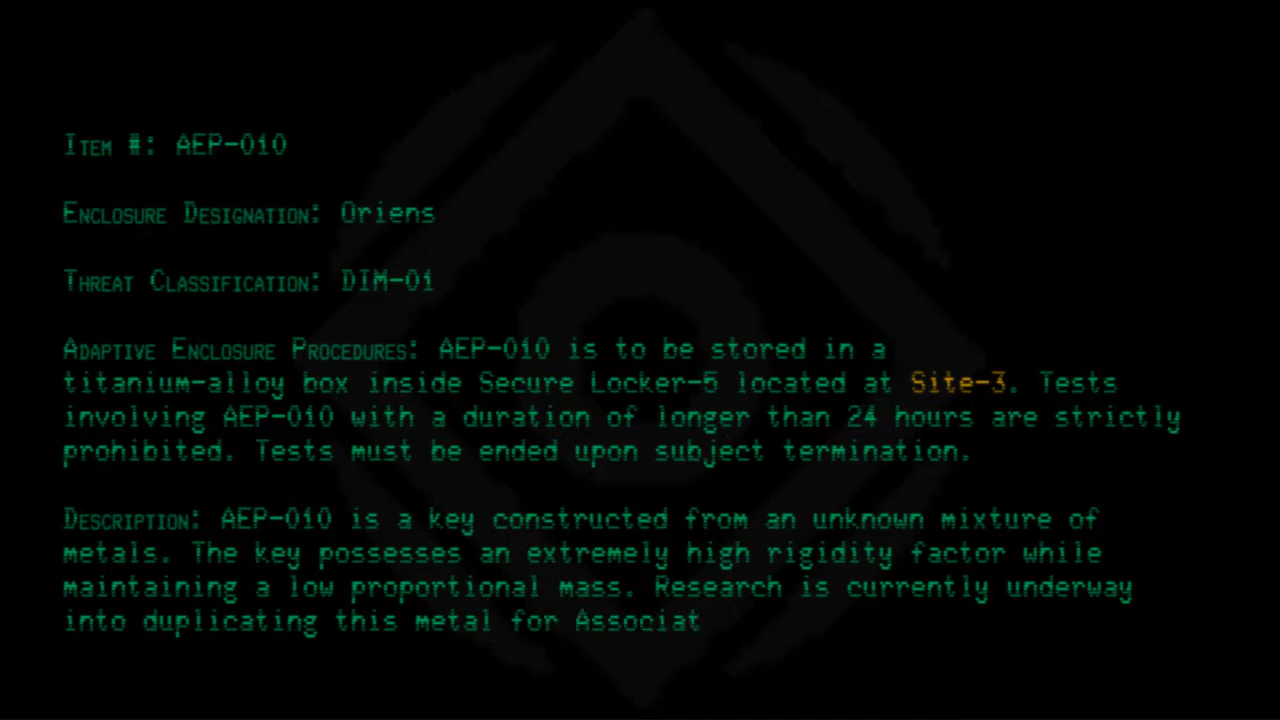 Item #: AEP-010
Enclosure Designation: Oriens
Threat Classification: DIM-01
Adaptive Enclosure Procedures: AEP-010 is to be stored in a
titanium-alloy box inside Secure Locker-5 located at Site-3. Tests
involving AEP-010 with a duration of longer than 24 hours are strictly
prohibited. Tests must be ended upon subject termination.
Description: AEP-010 is a key constructed from an unknown mixture of
metals. The key possesses an extremely high rigidity factor while
maintaining a low proportional mass. Research is currently underway
into duplicating this metal for Associat